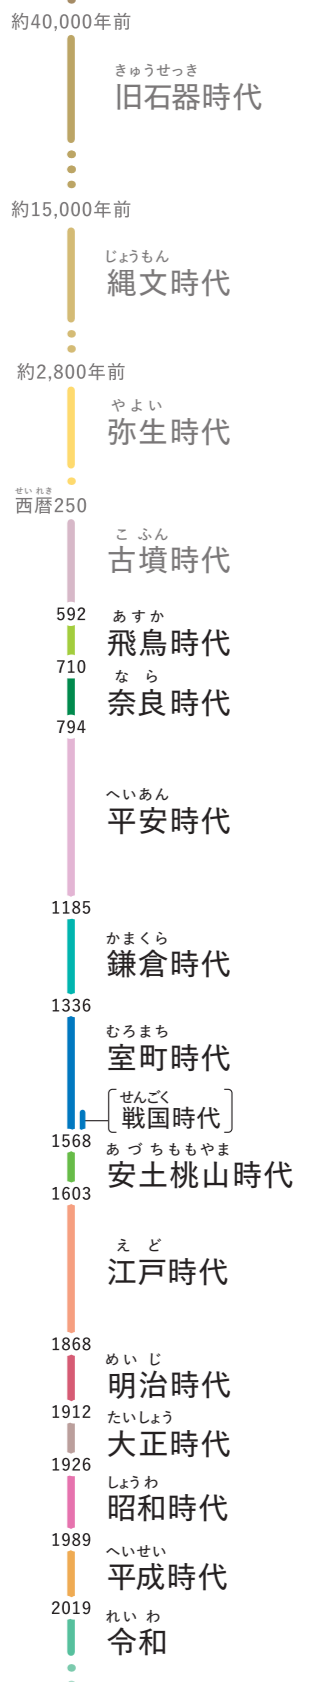 約40,000年前
きゅうせっき
旧石器時代
約15,000年前
じょうもん
縄文時代
約2,800年前
やよい
弥生時代
せいれき
西暦250
こふん
古墳時代
592
あすか
飛鳥時代
710
なら
奈良時代
794
へいあん
平安時代
1185
かまくら
鎌倉時代
1336
むろまち
室町時代
せんごく
戦国時代
1568
あづちももやま
安土桃山時代
1603
えど
江戸時代
1868
めいじ
明治時代
1912
たいしょう
大正時代
1926
しょうわ
昭和時代
1989
へいせい
平成時代
2019
れいわ
令和